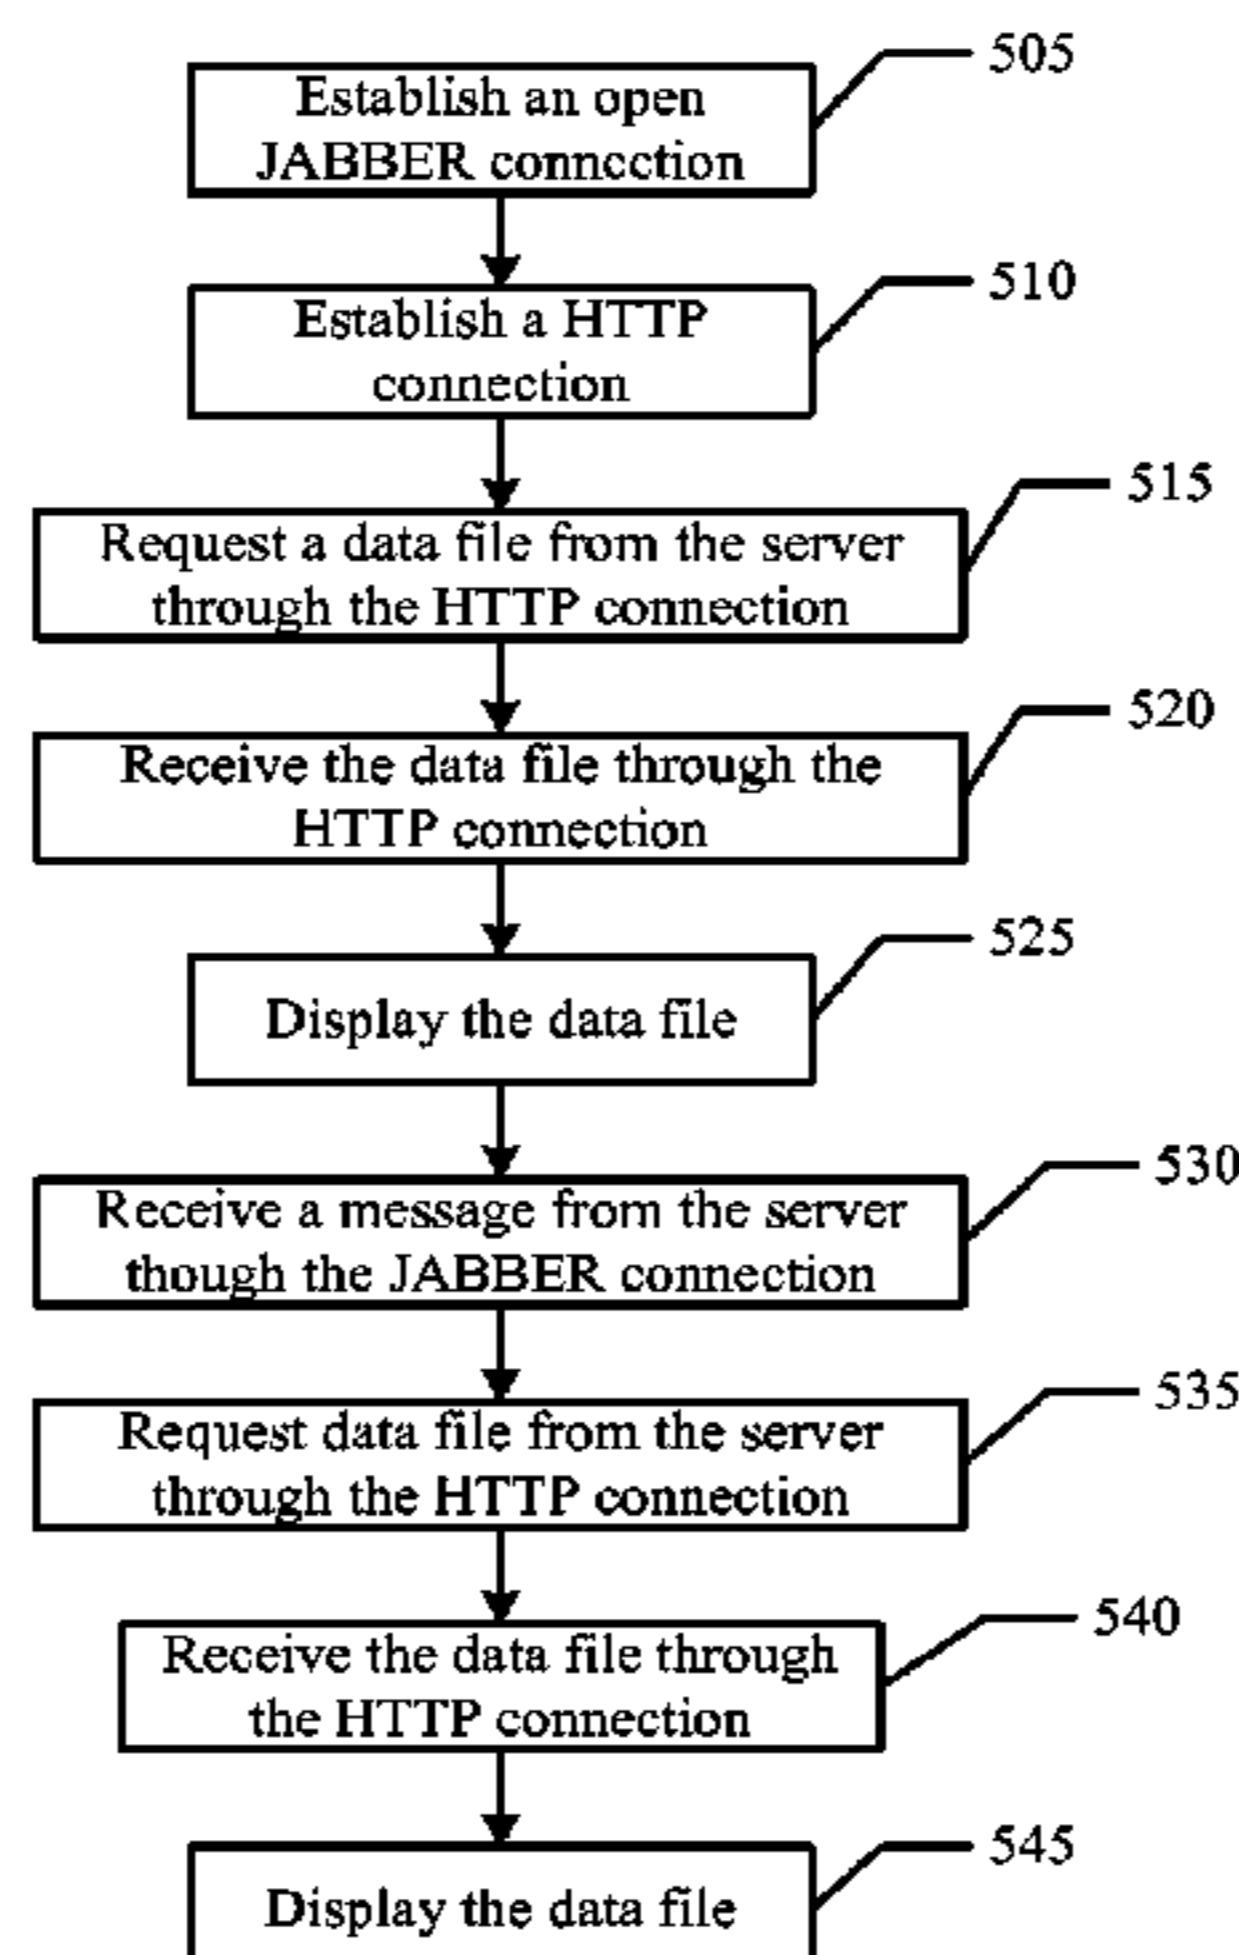 505
Establish an open
JABBER connection
510
Establish a HTTP
connection
515
Request a data file from the server
through the HTTP connection
520
Receive the data file through the
HTTP connection
525
Display the data file
530
Receive a message from the server
though the JABBER connection
535
Request data file from the server
through the HTTP connection
540
Receive the data file through
the HTTP connection
545
Display the data file